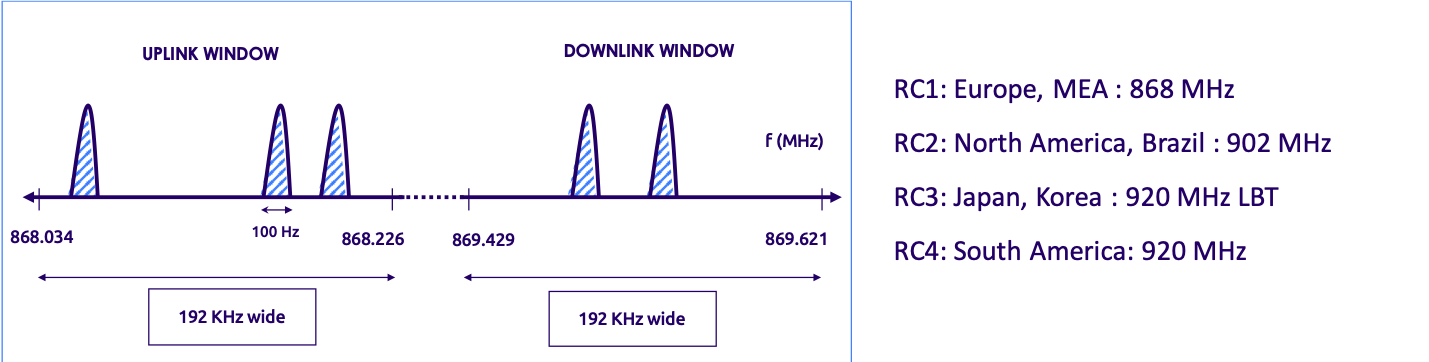 UPLINK WINDOW
DOWNLINK WINDOW
f (MHz)
100 Hz
868.034
868.226
869.429
869.621
192 KHz wide
192 KHz wide
RC1: Europe, MEA : 868 MHz
RC2: North America, Brazil : 902 MHz
RC3: Japan, Korea : 920 MHz LBT
RC4: South America: 920 MHz